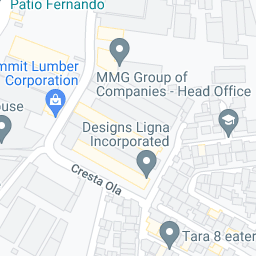 Patio Fernando
MMG Group of
Companies - Head Office
mmit Lumber
Corporation
ouse
Designs Ligna
Incorporated
Cresta Ola
Tara 8 eater